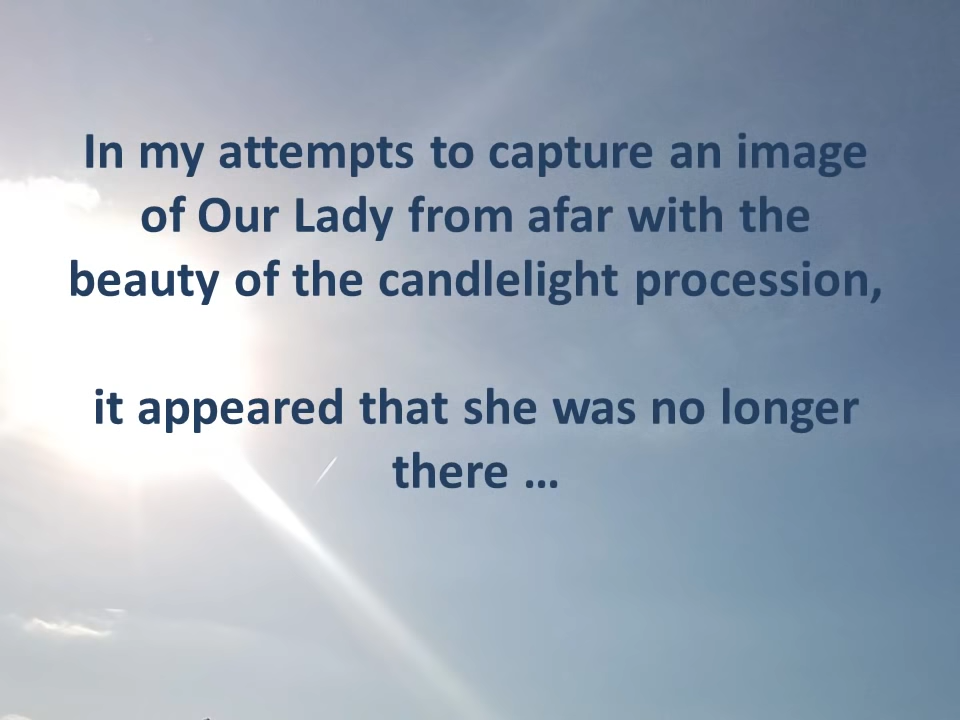 In my attempts to capture an image
of Our Lady from afar with the
beauty of the candlelight procession,
it appeared that she was no longer
there …